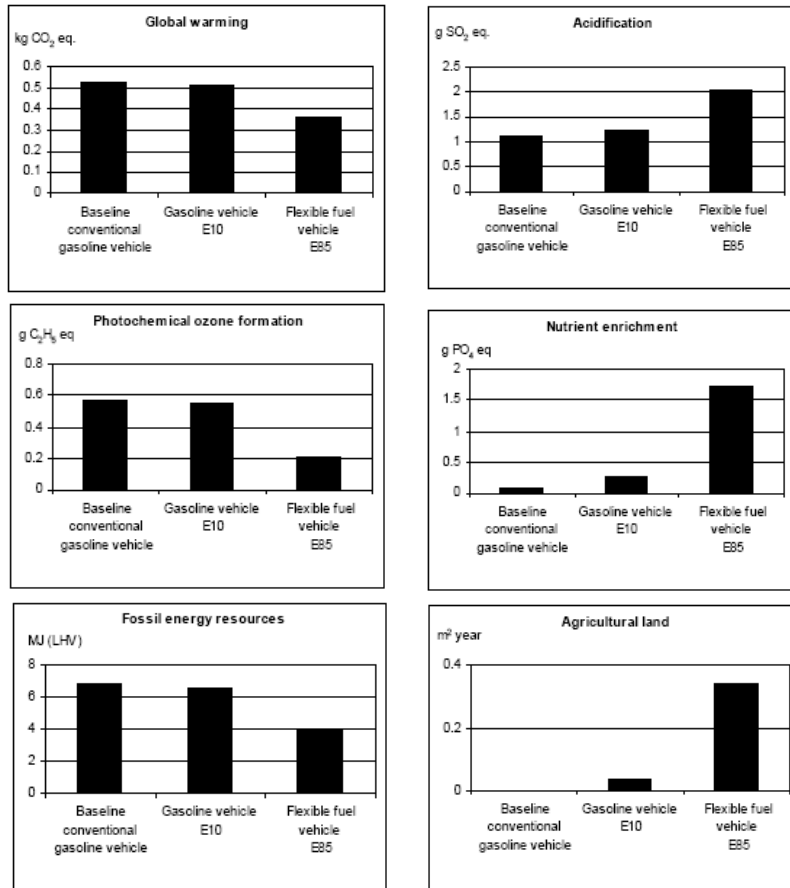 Global warming
kg CO₂ eq.
0.6
0.5
0.4
0.3
0.2
0.1
0
Baseline
conventional
gasoline vehicle
Gasoline vehicle
E10
Flexible fuel
vehicle
E85
Acidification
g SO₂ eq.
2.5
2
1.5
1
0.5
0
Baseline
conventional
gasoline vehicle
Gasoline vehicle
E10
Flexible fuel
vehicle
E85
Photochemical ozone formation
g C₂H₅ eq
0.8
0.6
0.4
0.2
0
Baseline
conventional
gasoline vehicle
Gasoline vehicle
E10
Flexible fuel
vehicle
E85
Nutrient enrichment
g PO₄ eq
2
1.5
1
0.5
0
Baseline
conventional
gasoline vehicle
Gasoline vehicle
E10
Flexible fuel
vehicle
E85
Fossil energy resources
MJ (LHV)
8
6
4
2
0
Baseline
conventional
gasoline vehicle
Gasoline vehicle
E10
Flexible fuel
vehicle
E85
Agricultural land
m² year
0.4
0.2
0
Baseline
conventional
gasoline vehicle
Gasoline vehicle
E10
Flexible fuel
vehicle
E85